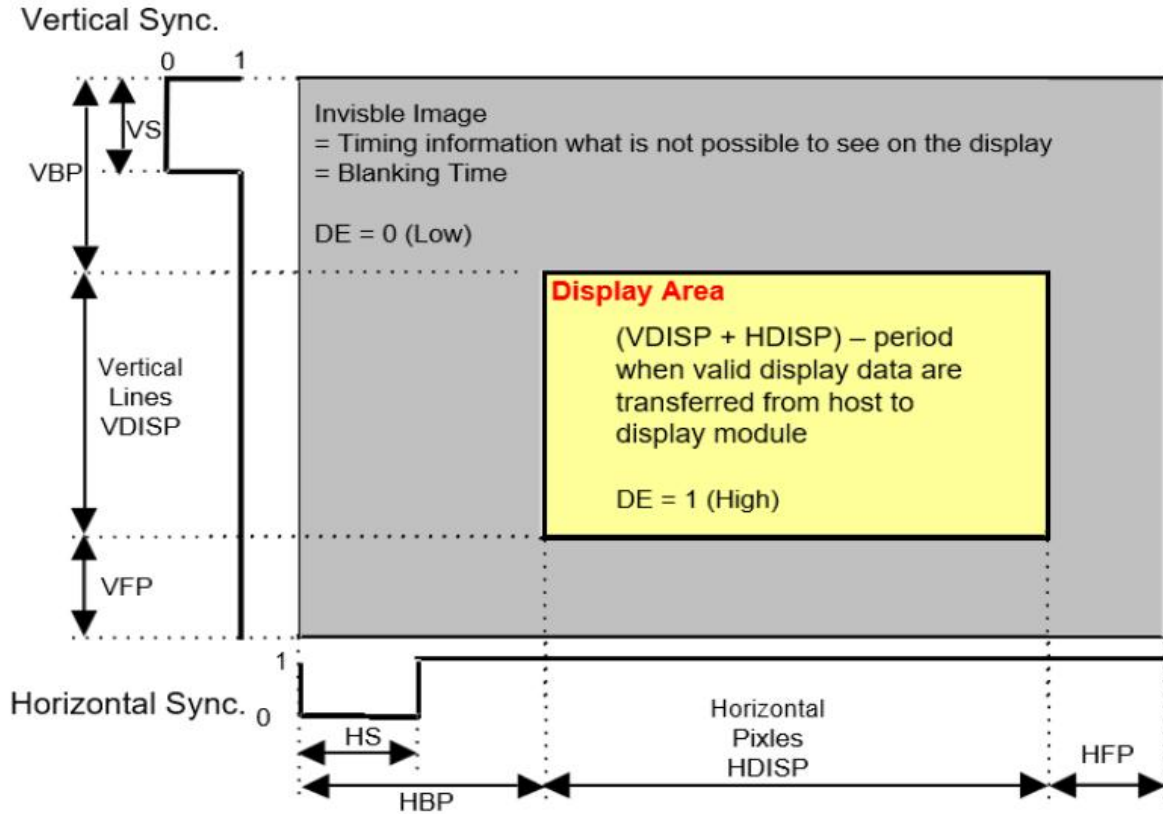 Vertical Sync.
0 1
VS
VBP
Invisble Image
= Timing information what is not possible to see on the display
= Blanking Time
DE = 0 (Low)
Display Area
(VDISP + HDISP) – period
when valid display data are
transferred from host to
display module
DE = 1 (High)
Vertical
Lines
VDISP
VFP
1
Horizontal Sync. 0
HS
HBP
Horizontal
Pixles
HDISP
HFP